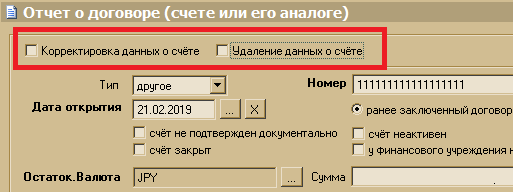 Отчет о договоре (счете или его аналоге)
Корректировка данных о счёте Удаление данных о счёте
Тип другое Номер 111111111111111111
Дата открытия 21.02.2019 ... X ранее заключенный договор
счёт не подтвержден документально счёт неактивен
счёт закрыт у финансового учреждения н
Остаток.Валюта JPY ... Сумма